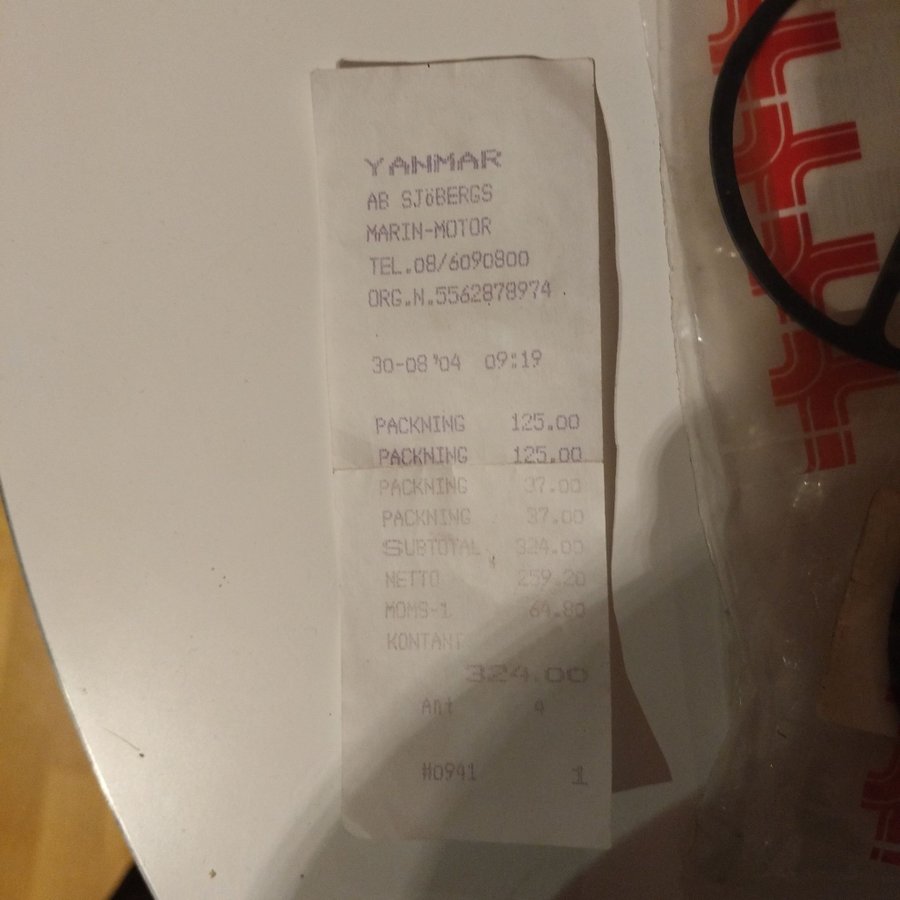 YANMAR
AB SJöBERGS
MARIN-MOTOR
TEL.08/6090800
ORG.N.5562878974
30-08'04 09:19
PACKNING 125.00
PACKNING 125.00
PACKNING 37.00
PACKNING 37.00
SUBTOTAL 324.00
NETTO 259.20
MOMS-1 64.80
KONTANT
324.00
Ant 4
#0941 1